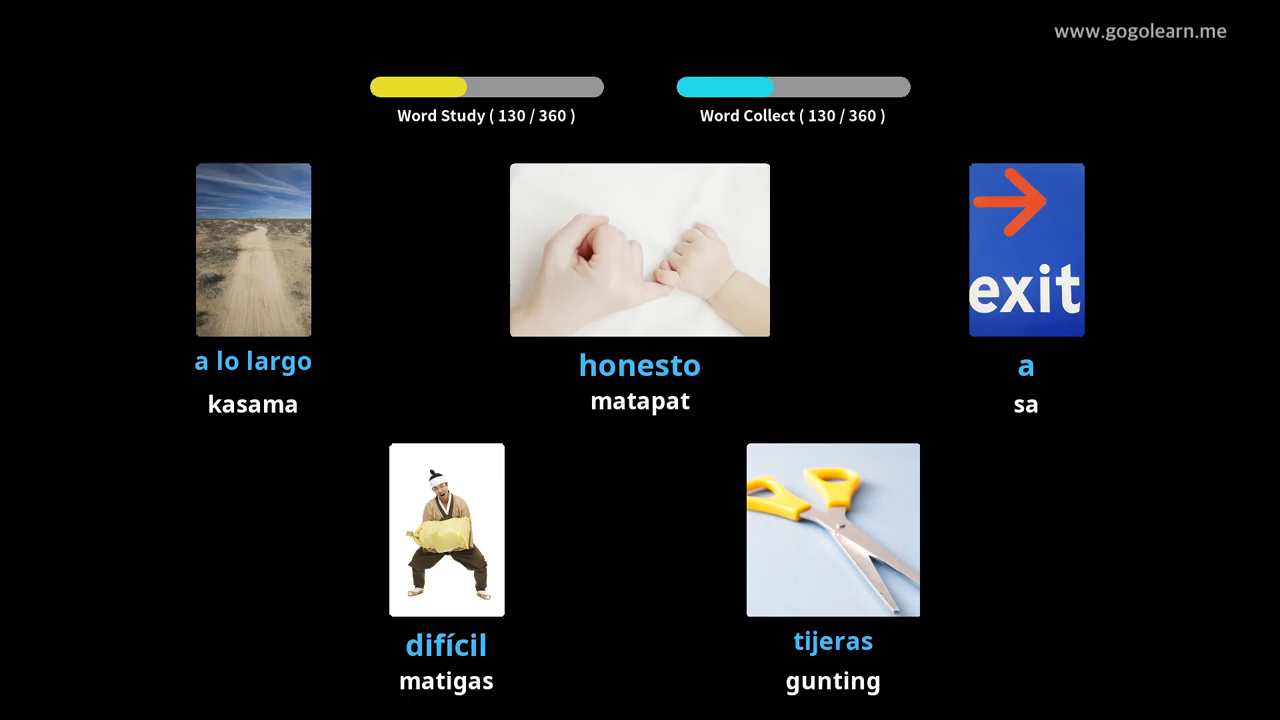 www.gogolearn.me
Word Study ( 130 / 360 )
Word Collect ( 130 / 360 )
exit
a lo largo
kasama
honesto
matapat
a
sa
difícil
matigas
tijeras
gunting